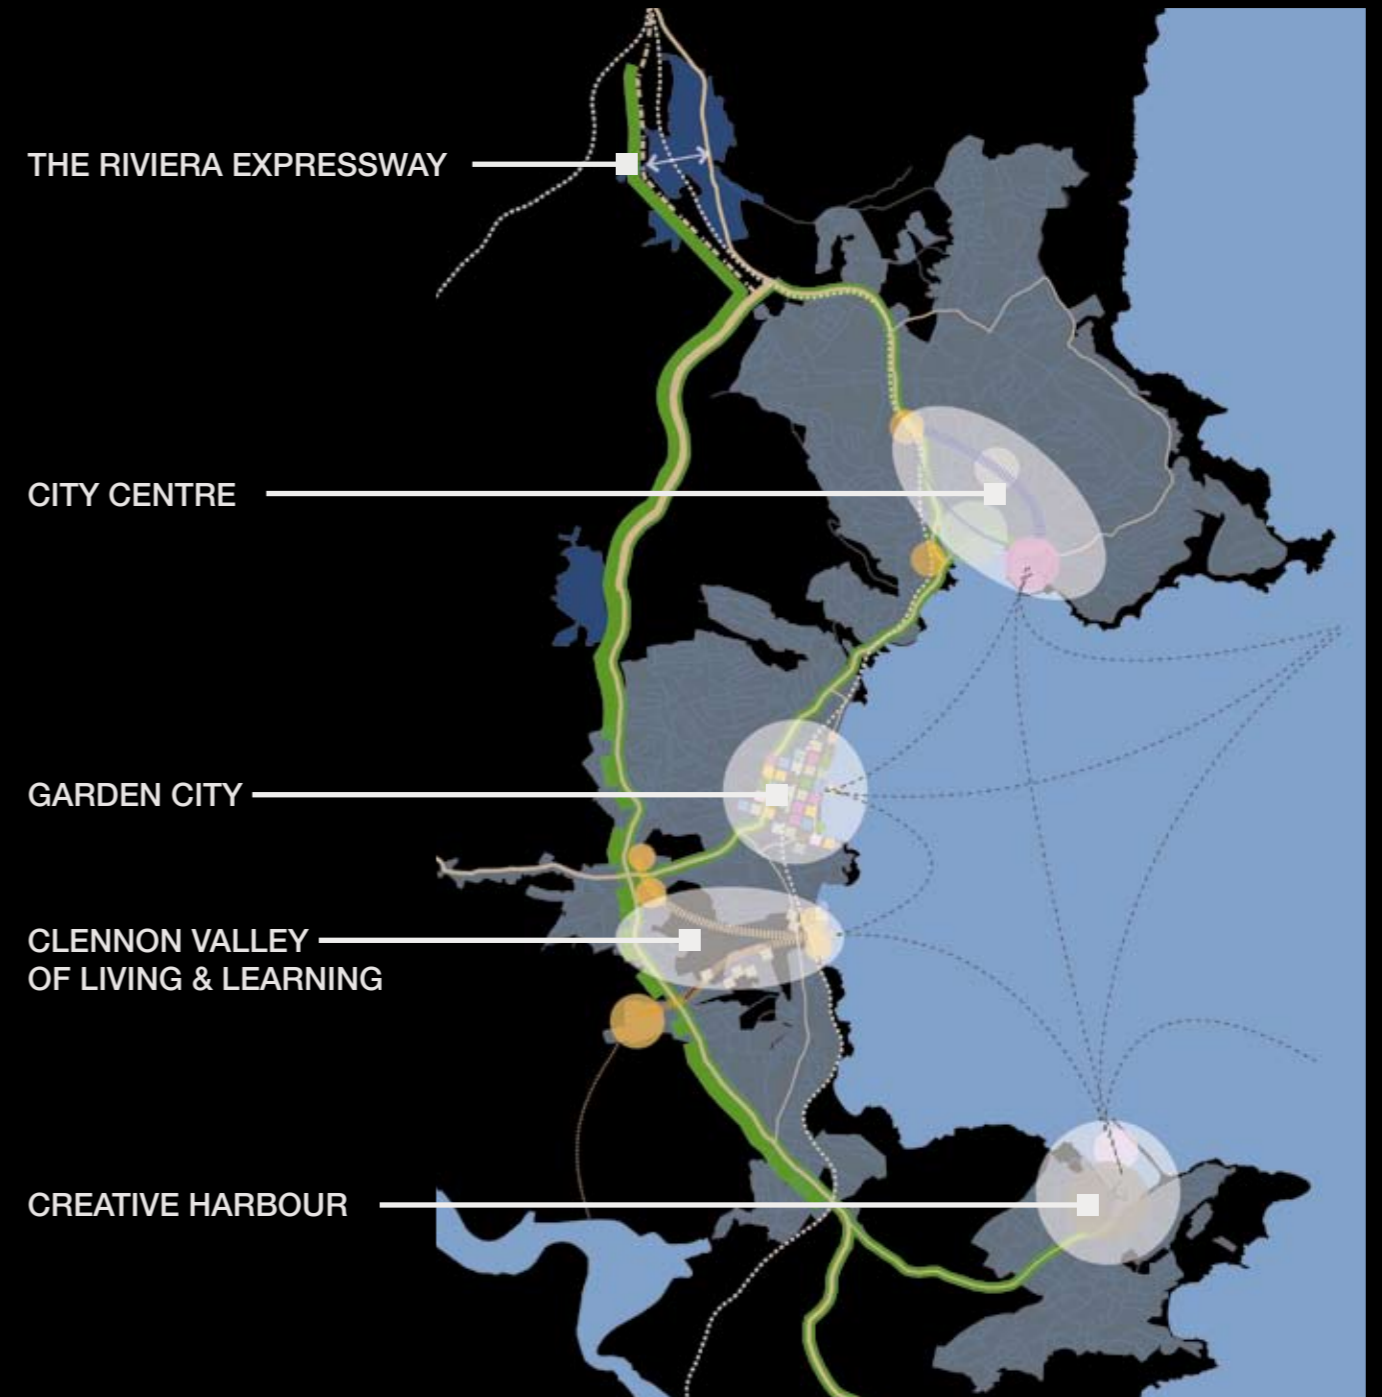 THE RIVIERA EXPRESSWAY
CITY CENTRE
GARDEN CITY
CLENNON VALLEY
OF LIVING & LEARNING
CREATIVE HARBOUR